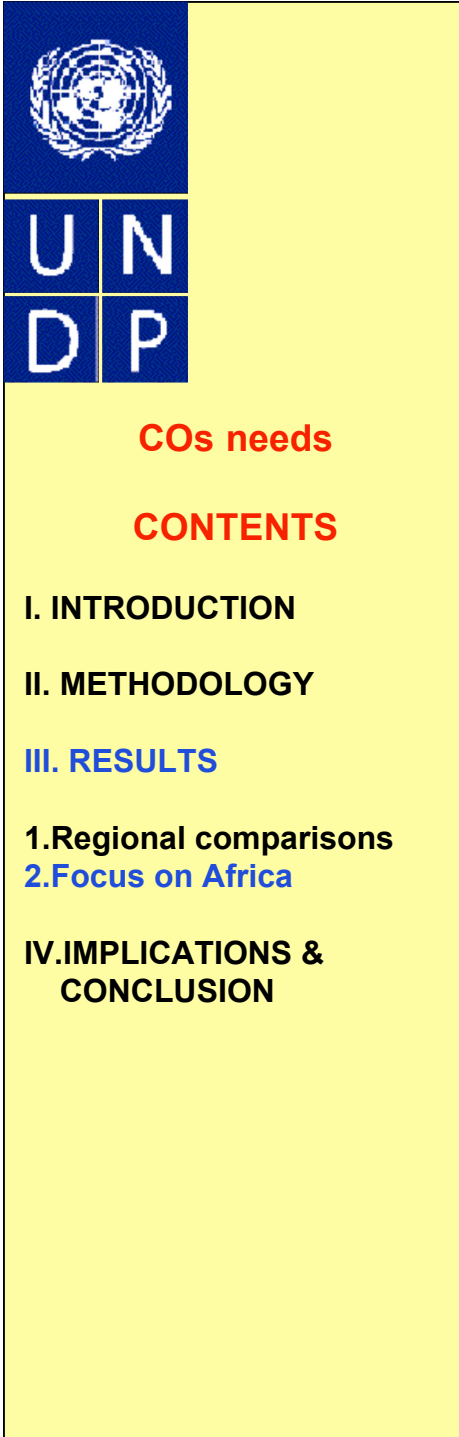 U N
D P
COs needs
CONTENTS
I. INTRODUCTION
II. METHODOLOGY
III. RESULTS
1.Regional comparisons
2.Focus on Africa
IV.IMPLICATIONS &
CONCLUSION